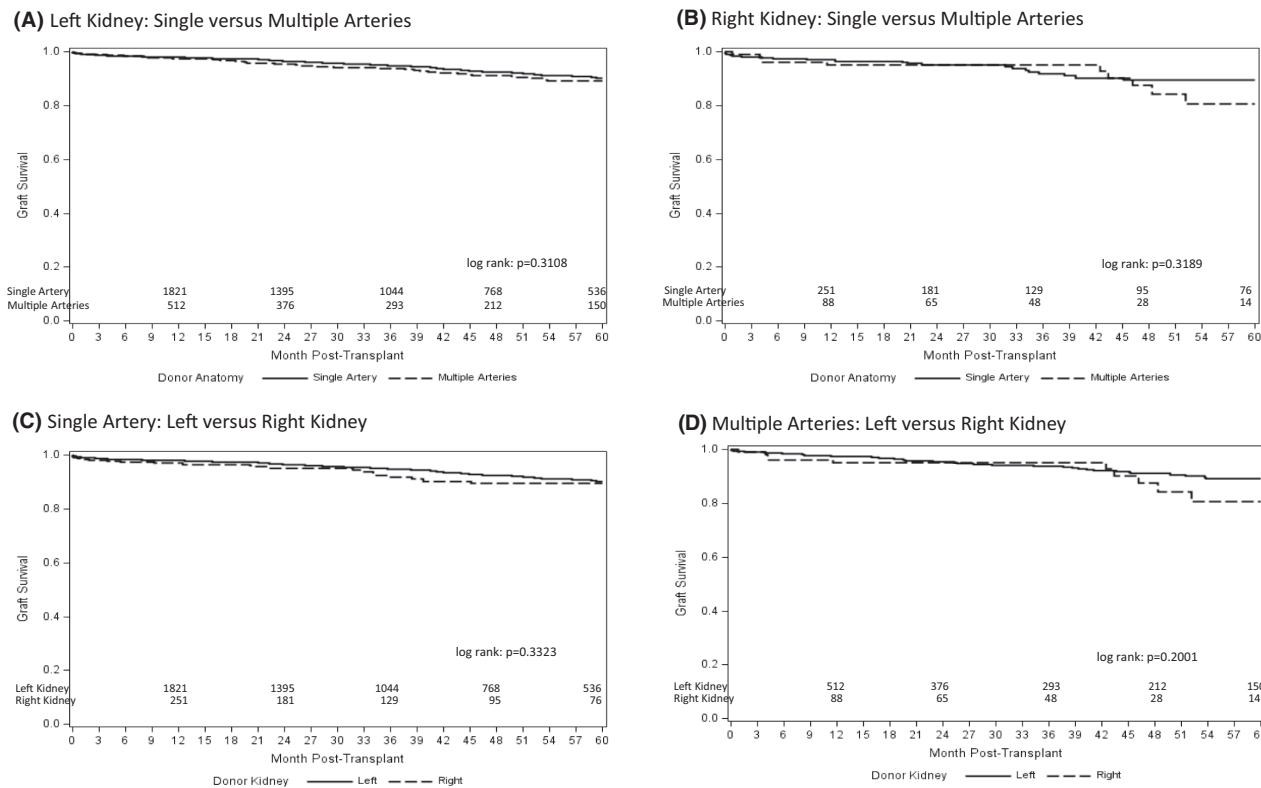 (A) Left Kidney: Single versus Multiple Arteries
1.0
0.8
0.6
0.4
0.2
0.0
Graft Survival
log rank: p=0.3108
Single Artery 1821 1395 1044 768 536
Multiple Arteries 512 376 293 212 150
0 3 6 9 12 15 18 21 24 27 30 33 36 39 42 45 48 51 54 57 60
Month Post-Transplant
Donor Anatomy Single Artery Multiple Arteries
(B) Right Kidney: Single versus Multiple Arteries
1.0
0.8
0.6
0.4
0.2
0.0
Graft Survival
log rank: p=0.3189
Single Artery 251 181 129 95 76
Multiple Arteries 88 65 48 28 14
0 3 6 9 12 15 18 21 24 27 30 33 36 39 42 45 48 51 54 57 60
Month Post-Transplant
Donor Anatomy Single Artery Multiple Arteries
(C) Single Artery: Left versus Right Kidney
1.0
0.8
0.6
0.4
0.2
0.0
Graft Survival
log rank: p=0.3323
Left Kidney 1821 1395 1044 768 536
Right Kidney 251 181 129 95 76
0 3 6 9 12 15 18 21 24 27 30 33 36 39 42 45 48 51 54 57 60
Month Post-Transplant
Donor Kidney Left Right
(D) Multiple Arteries: Left versus Right Kidney
1.0
0.8
0.6
0.4
0.2
0.0
Graft Survival
log rank: p=0.2001
Left Kidney 512 376 293 212 150
Right Kidney 88 65 48 28 14
0 3 6 9 12 15 18 21 24 27 30 33 36 39 42 45 48 51 54 57 60
Month Post-Transplant
Donor Kidney Left Right